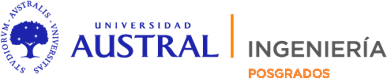 STVDIORVM · AVSTRALIS · VNIVERSITAS
UNIVERSIDAD
AUSTRAL
INGENIERÍA
POSGRADOS